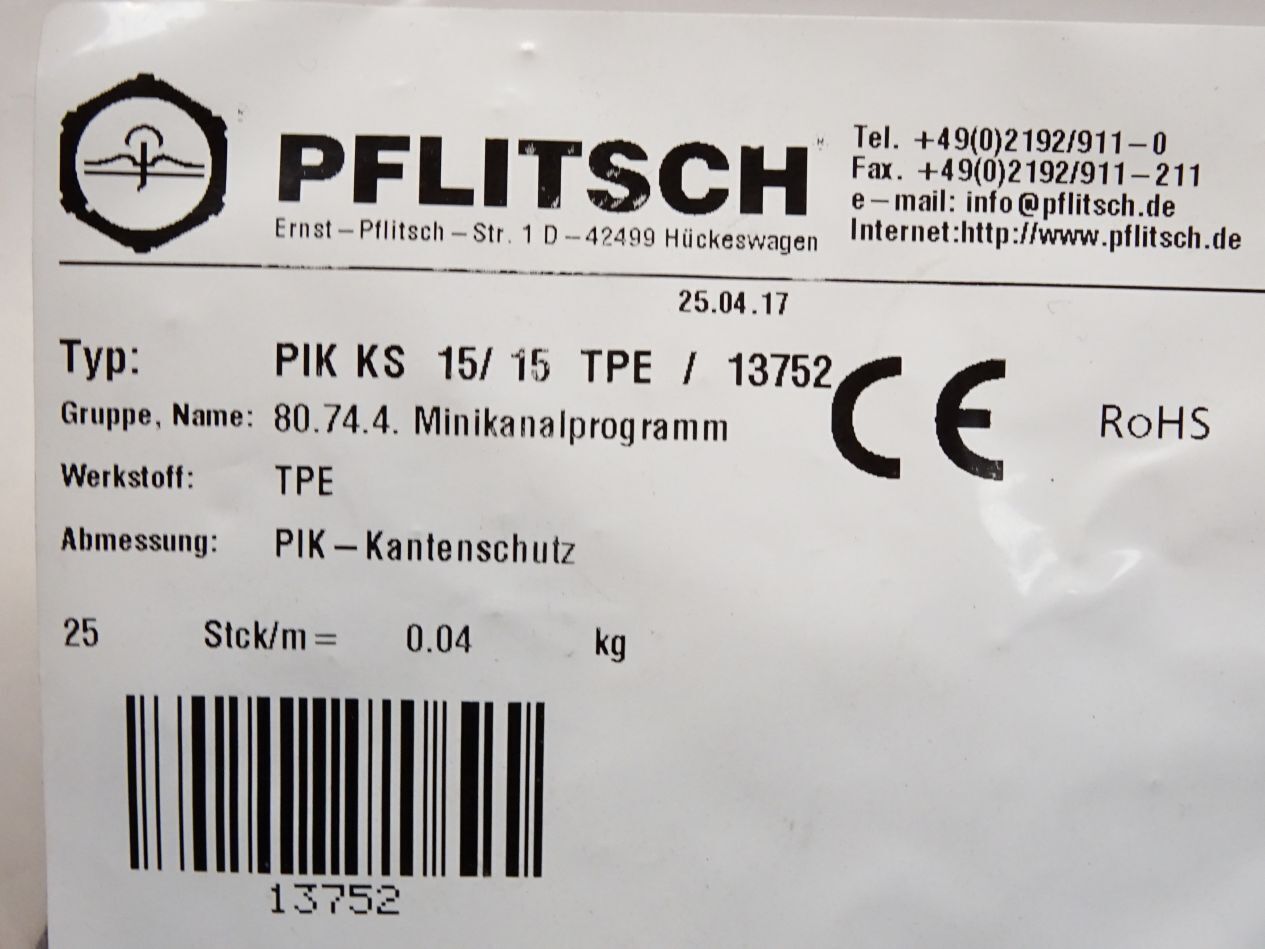 PFLITSCH
Ernst-Pflitsch-Str. 1 D-42499 Hückeswagen
Tel. +49(0)2192/911-0
Fax. +49(0)2192/911-211
e-mail: info@pflitsch.de
Internet:http://www.pflitsch.de
25.04.17
Typ: PIK KS 15/ 15 TPE / 13752
CE RoHS
Gruppe, Name: 80.74.4. Minikanalprogramm
Werkstoff: TPE
Abmessung: PIK-Kantenschutz
25 Stck/m= 0.04 kg
13752